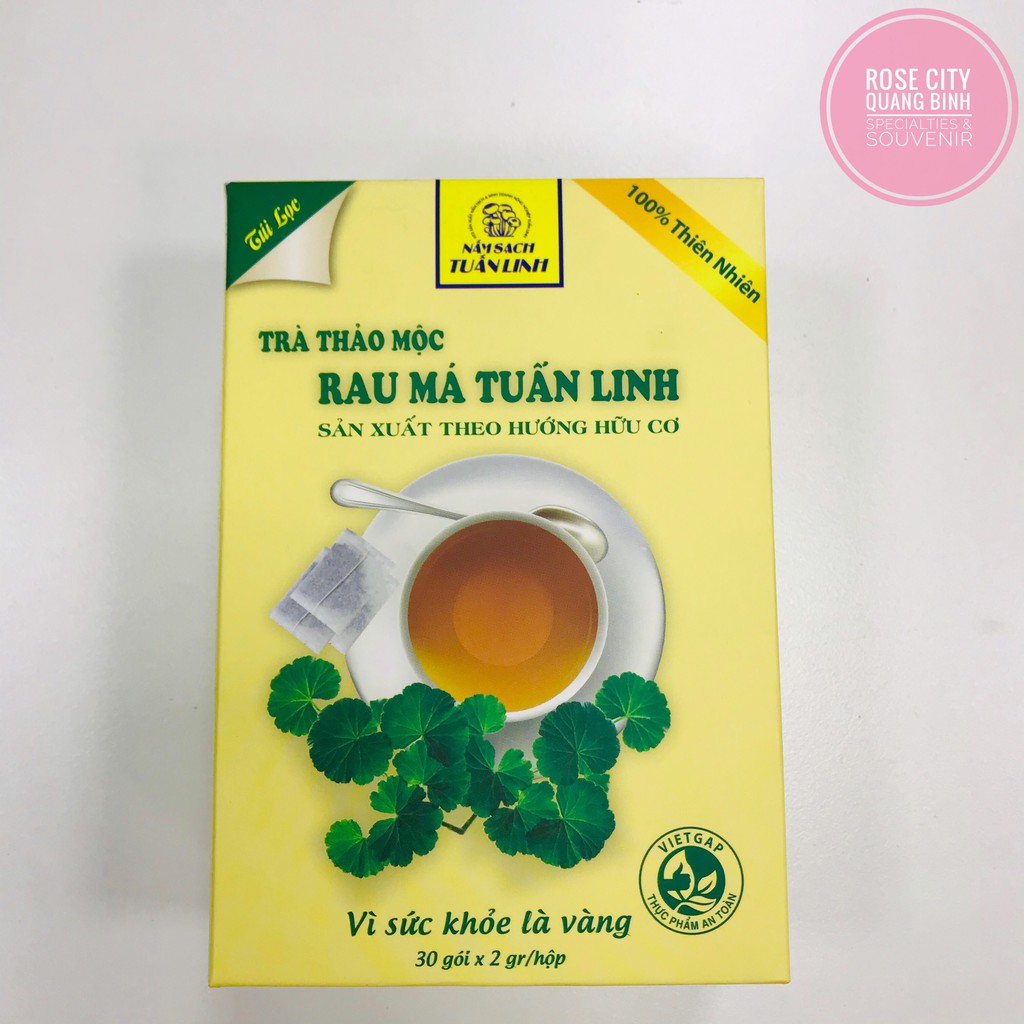 ROSE CITY
QUANG BINH
SPECIALTIES &
SOUVENIR
Túi Lọc
NẤM SẠCH
TUẤN LINH
100% Thiên Nhiên
TRÀ THẢO MỘC
RAU MÁ TUẤN LINH
SẢN XUẤT THEO HƯỚNG HỮU CƠ
VIETGAP
THỰC PHẨM AN TOÀN
Vì sức khỏe là vàng
30 gói x 2 gr/hộp